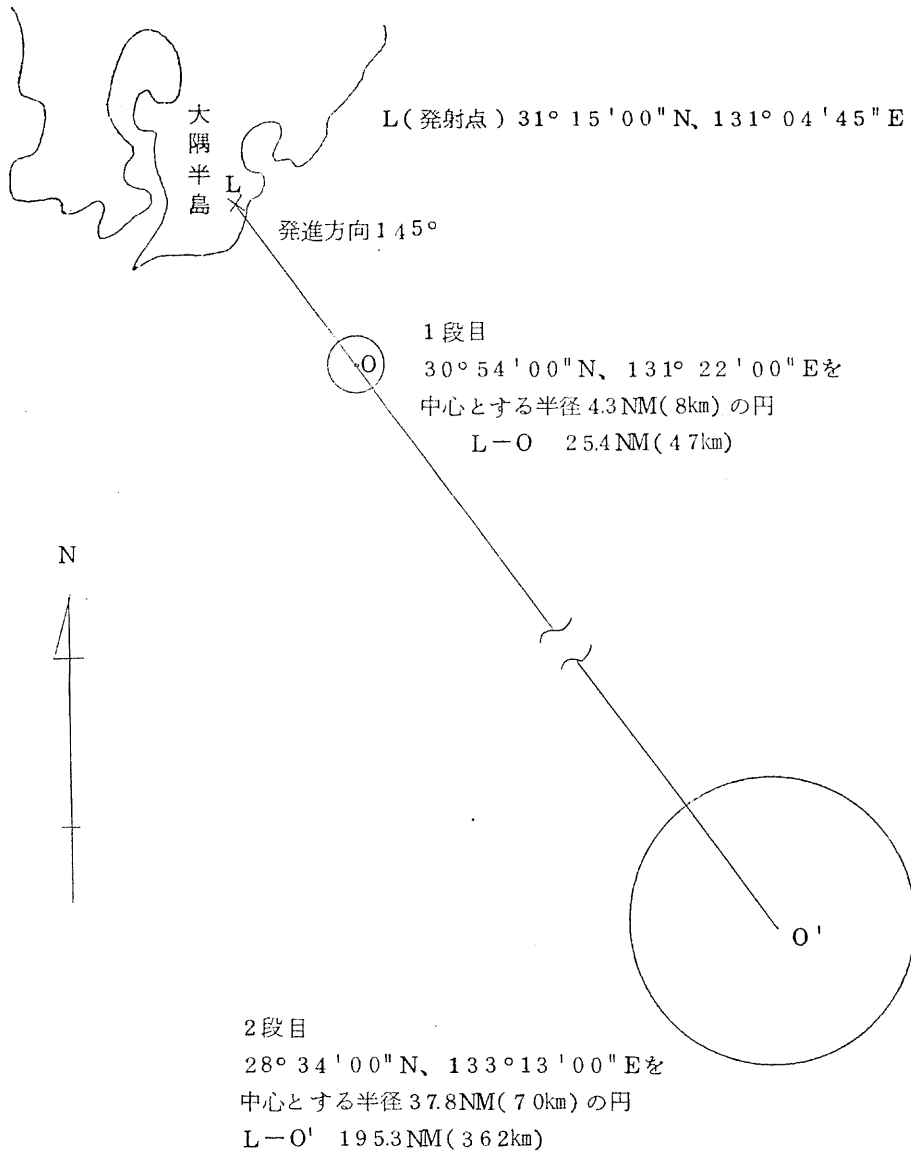 L(発射点) 31° 15'00"N、131° 04'45"E
大隅半島
L
発進方向145°
1段目
30° 54'00"N、131° 22'00"Eを
中心とする半径4.3NM(8km)の円
L－O 25.4NM(47km)
O
N
O'
2段目
28° 34'00"N、133°13'00"Eを
中心とする半径37.8NM(70km)の円
L－O' 195.3NM(362km)